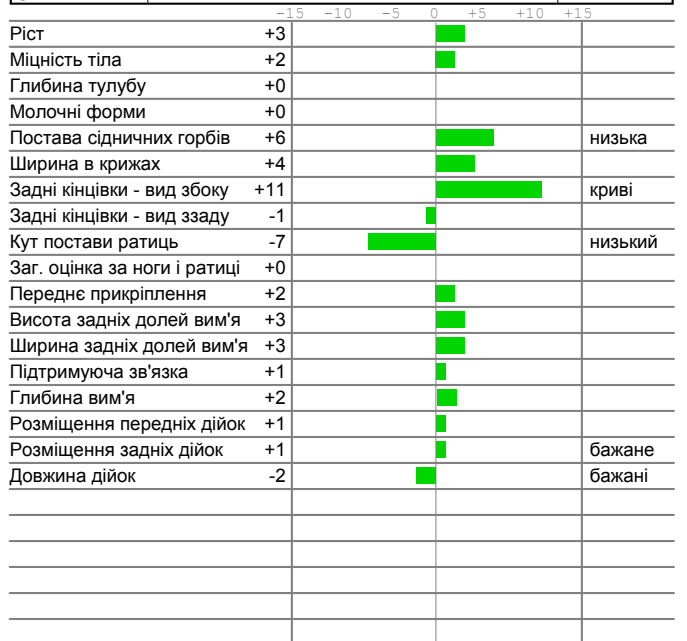 -15 -10 -5 0 +5 +10 +15
Ріст +3
Міцність тіла +2
Глибина тулубу +0
Молочні форми +0
Постава сідничних горбів +6 низька
Ширина в крижах +4
Задні кінцівки - вид збоку +11 криві
Задні кінцівки - вид ззаду -1
Кут постави ратиць -7 низький
Заг. оцінка за ноги і ратиці +0
Переднє прикріплення +2
Висота задніх долей вим'я +3
Ширина задніх долей вим'я +3
Підтримуюча зв'язка +1
Глибина вим'я +2
Розміщення передніх дійок +1
Розміщення задніх дійок +1 бажане
Довжина дійок -2 бажані